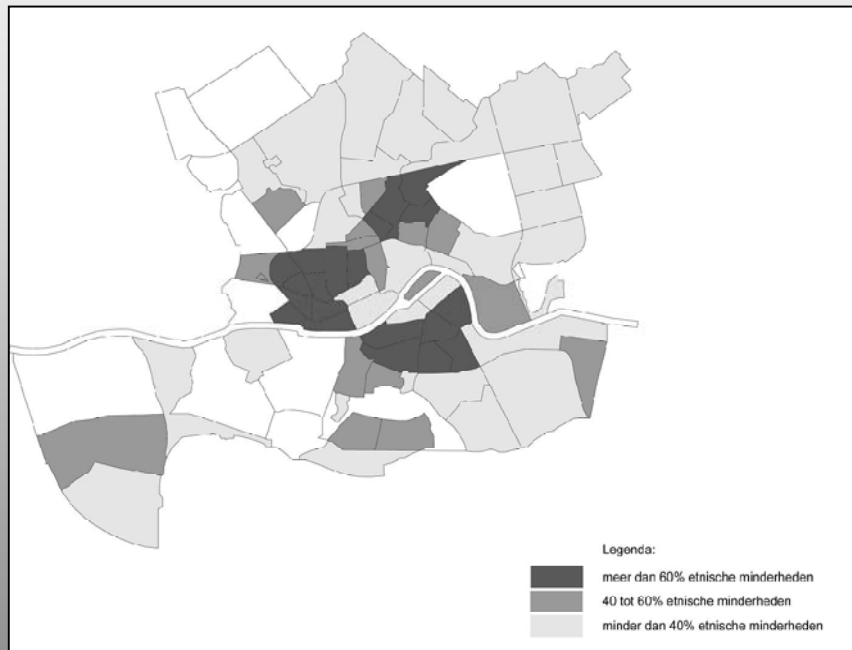 Legenda:
meer dan 60% etnische minderheden
40 tot 60% etnische minderheden
minder dan 40% etnische minderheden